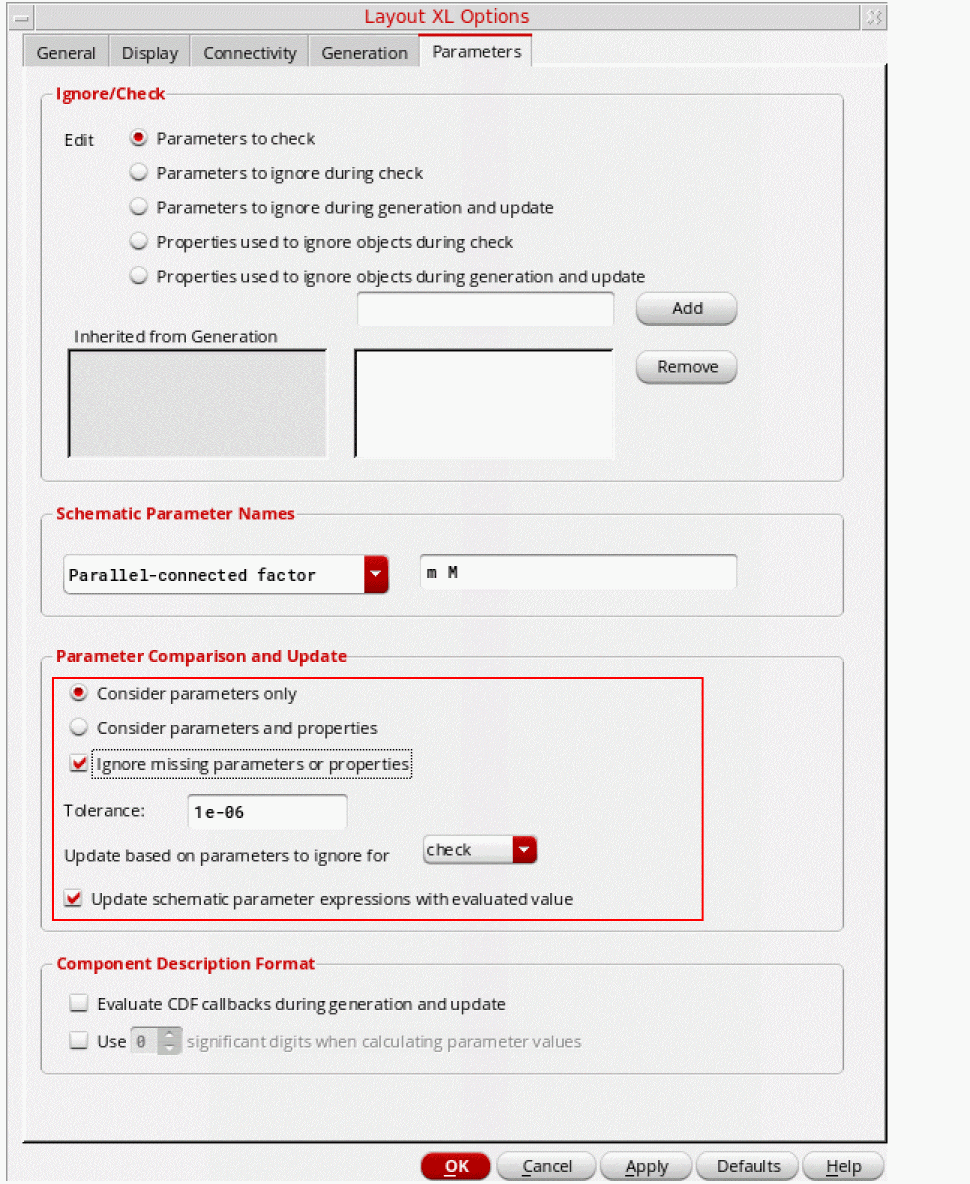 Layout XL Options
General Display Connectivity Generation Parameters
Ignore/Check
Edit Parameters to check
Parameters to ignore during check
Parameters to ignore during generation and update
Properties used to ignore objects during check
Properties used to ignore objects during generation and update
Add
Inherited from Generation
Remove
Schematic Parameter Names
Parallel-connected factor m M
Parameter Comparison and Update
Consider parameters only
Consider parameters and properties
Ignore missing parameters or properties
Tolerance: 1e-06
Update based on parameters to ignore for check
Update schematic parameter expressions with evaluated value
Component Description Format
Evaluate CDF callbacks during generation and update
Use 0 significant digits when calculating parameter values
OK Cancel Apply Defaults Help